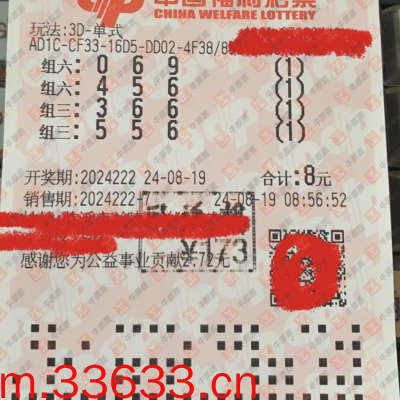 中国福利彩票
CHINA WELFARE LOTTERY
玩法:3D-单式
AD1C-CF33-16D5-DD02-4F38/8
组六: 0 6 9 (1)
组六: 4 5 6 (1)
组三: 3 6 6 (1)
组三: 5 5 6 (1)
开奖期:2024222 24-08-19 合计:8元
销售期:2024222-7 24-08-19 08:56:52
¥173
感谢您为公益事业贡献2.72元
m.33633.cn